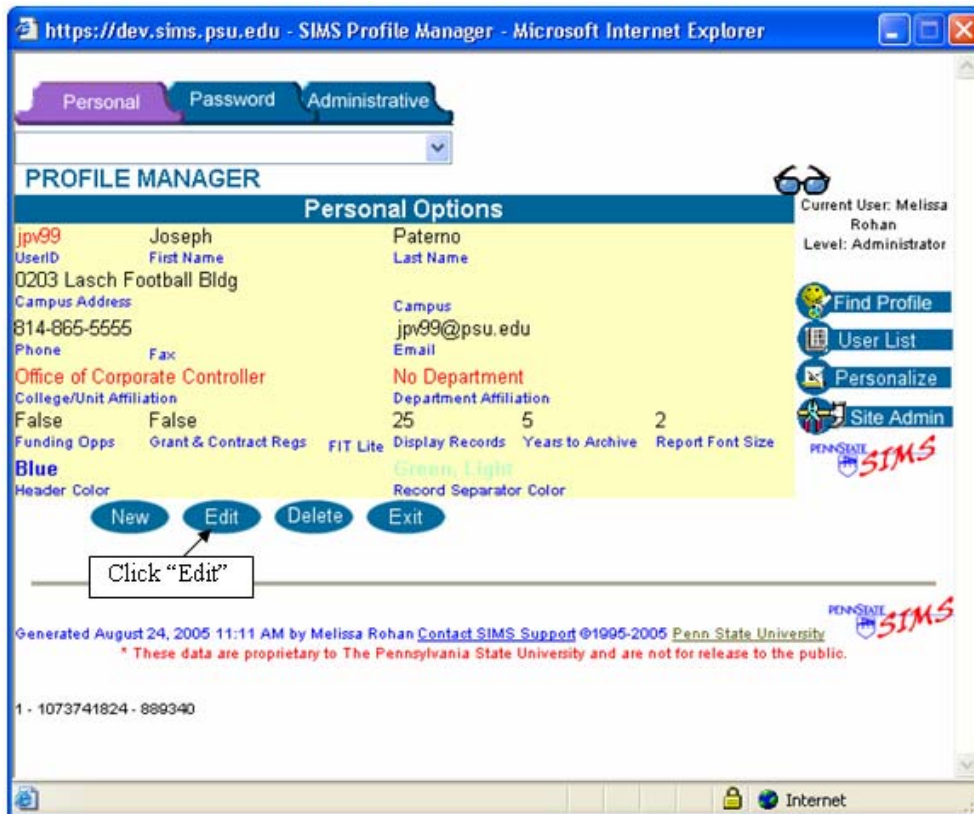 https://dev.sims.psu.edu - SIMS Profile Manager - Microsoft Internet Explorer
Personal Password Administrative
PROFILE MANAGER
Personal Options
Current User: Melissa
Rohan
Level: Administrator
jpv99 Joseph Paterno
UserID First Name Last Name
0203 Lasch Football Bldg
Campus Address Campus
814-865-5555 jpv99@psu.edu
Phone Fax Email
Office of Corporate Controller No Department
College/Unit Affiliation Department Affiliation
False False 25 5 2
Funding Opps Grant & Contract Regs FIT Lite Display Records Years to Archive Report Font Size
Blue Green, Light
Header Color Record Separator Color
Find Profile
User List
Personalize
Site Admin
PENNSTATE SIMS
New Edit Delete Exit
Click “Edit”
PENNSTATE SIMS
Generated August 24, 2005 11:11 AM by Melissa Rohan Contact SIMS Support ©1995-2005 Penn State University
* These data are proprietary to The Pennsylvania State University and are not for release to the public.
1 - 1073741824 - 889340
Internet